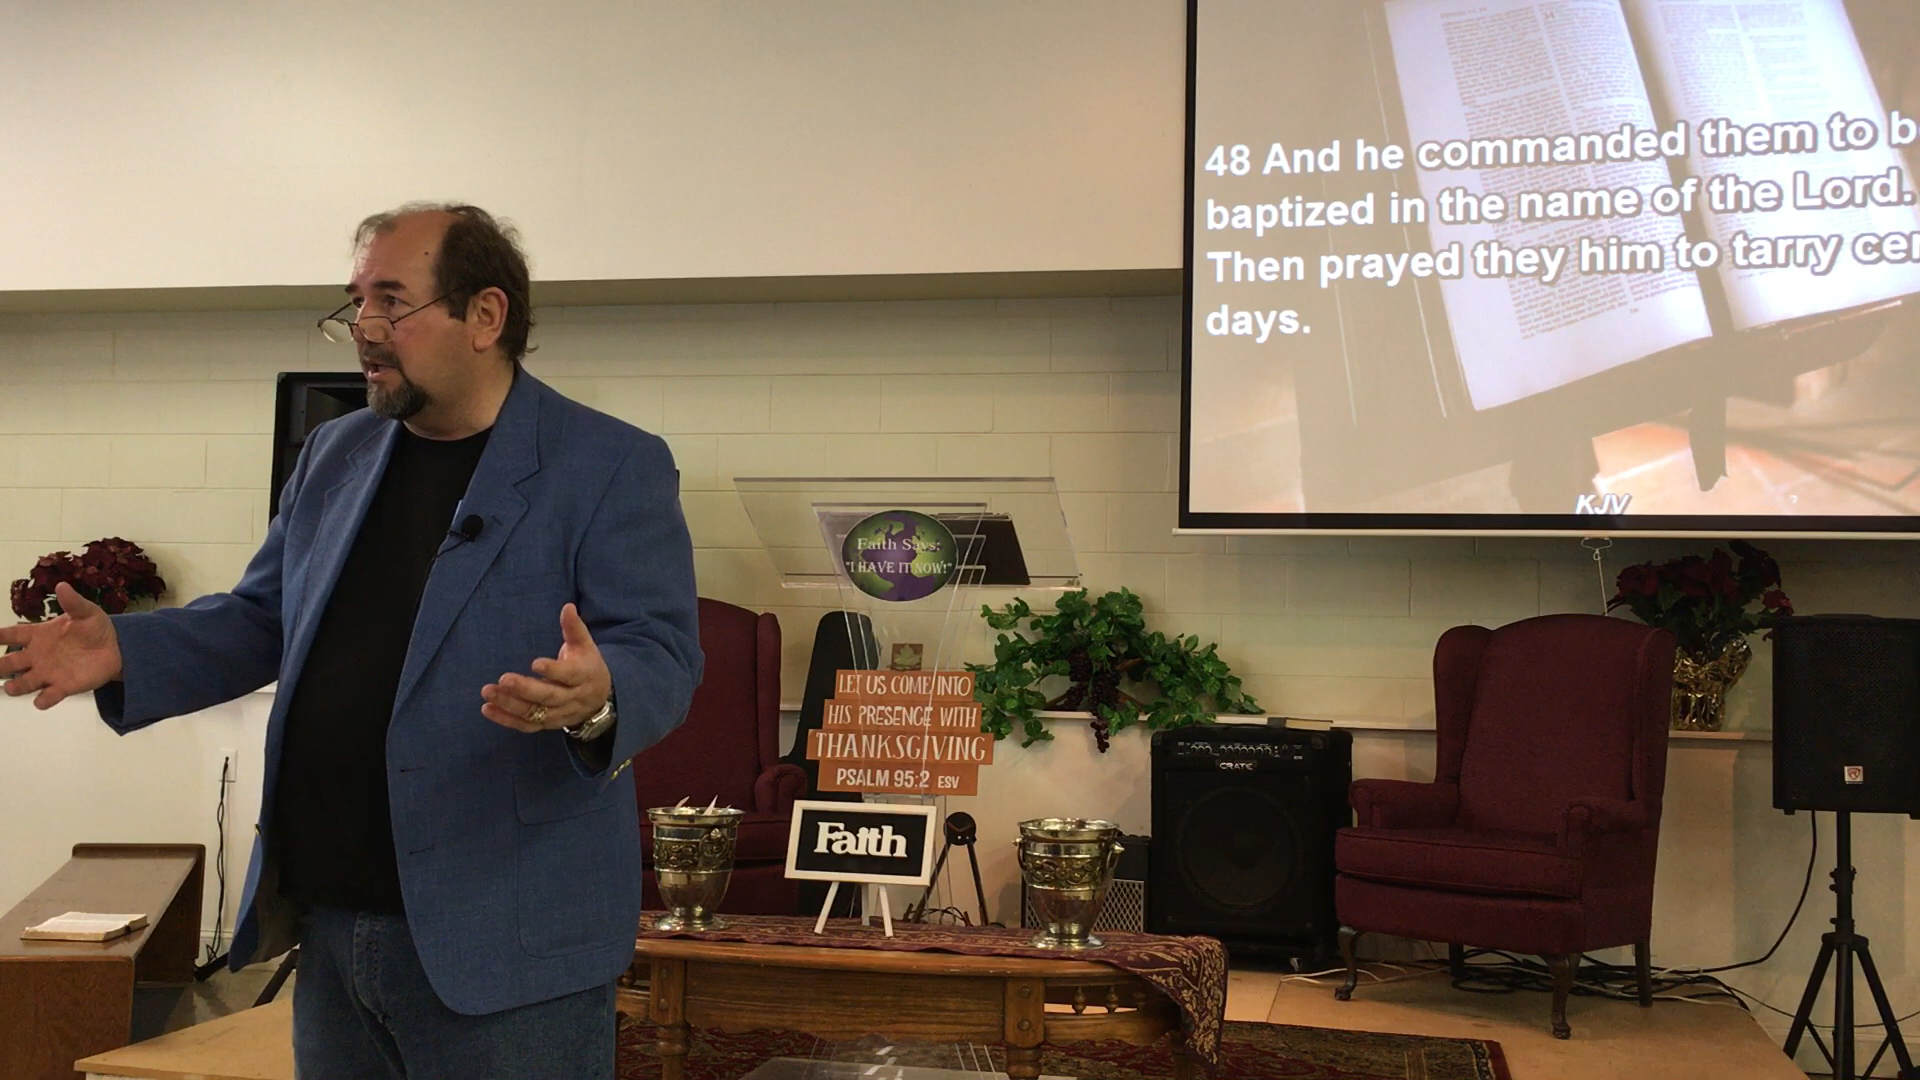 48 And he commanded them to b
baptized in the name of the Lord.
Then prayed they him to tarry cer
days.
KJV
Faith Says:
"I HAVE IT NOW!"
LET US COME INTO
HIS PRESENCE WITH
THANKSGIVING
PSALM 95:2 ESV
Faith
CRATE